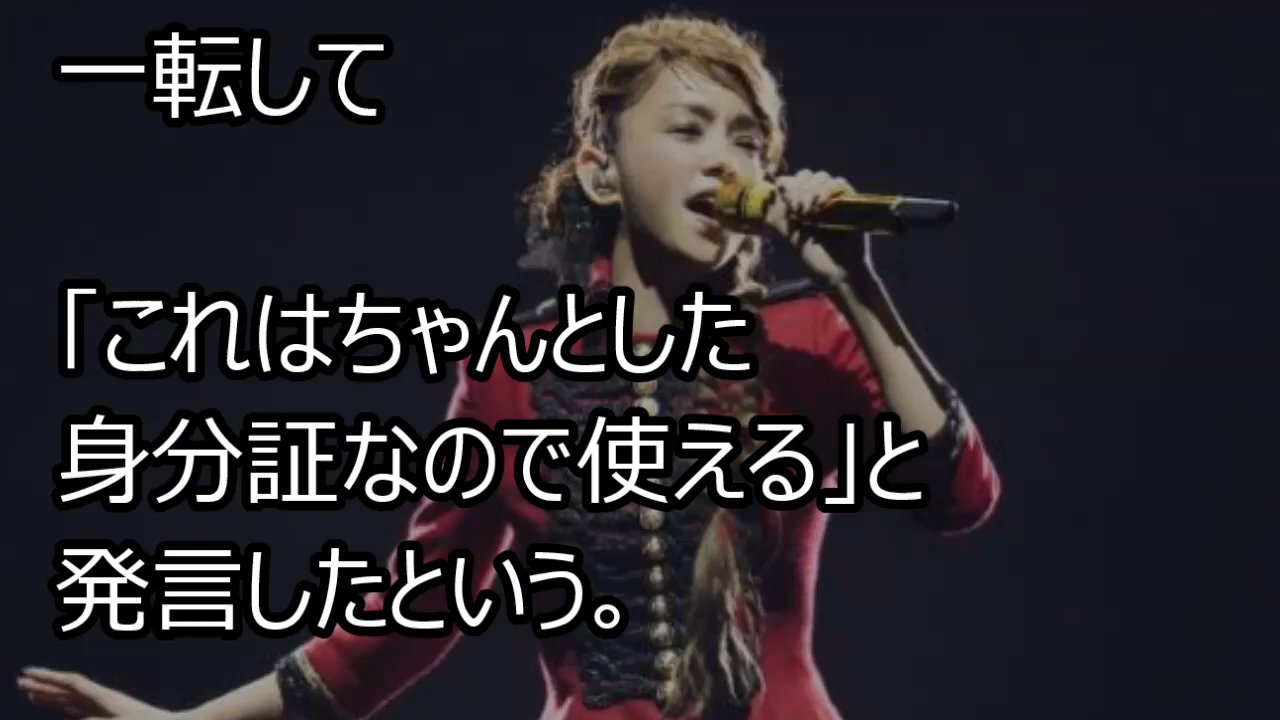 一転して
「これはちゃんとした
身分証なので使える」と
発言したという。